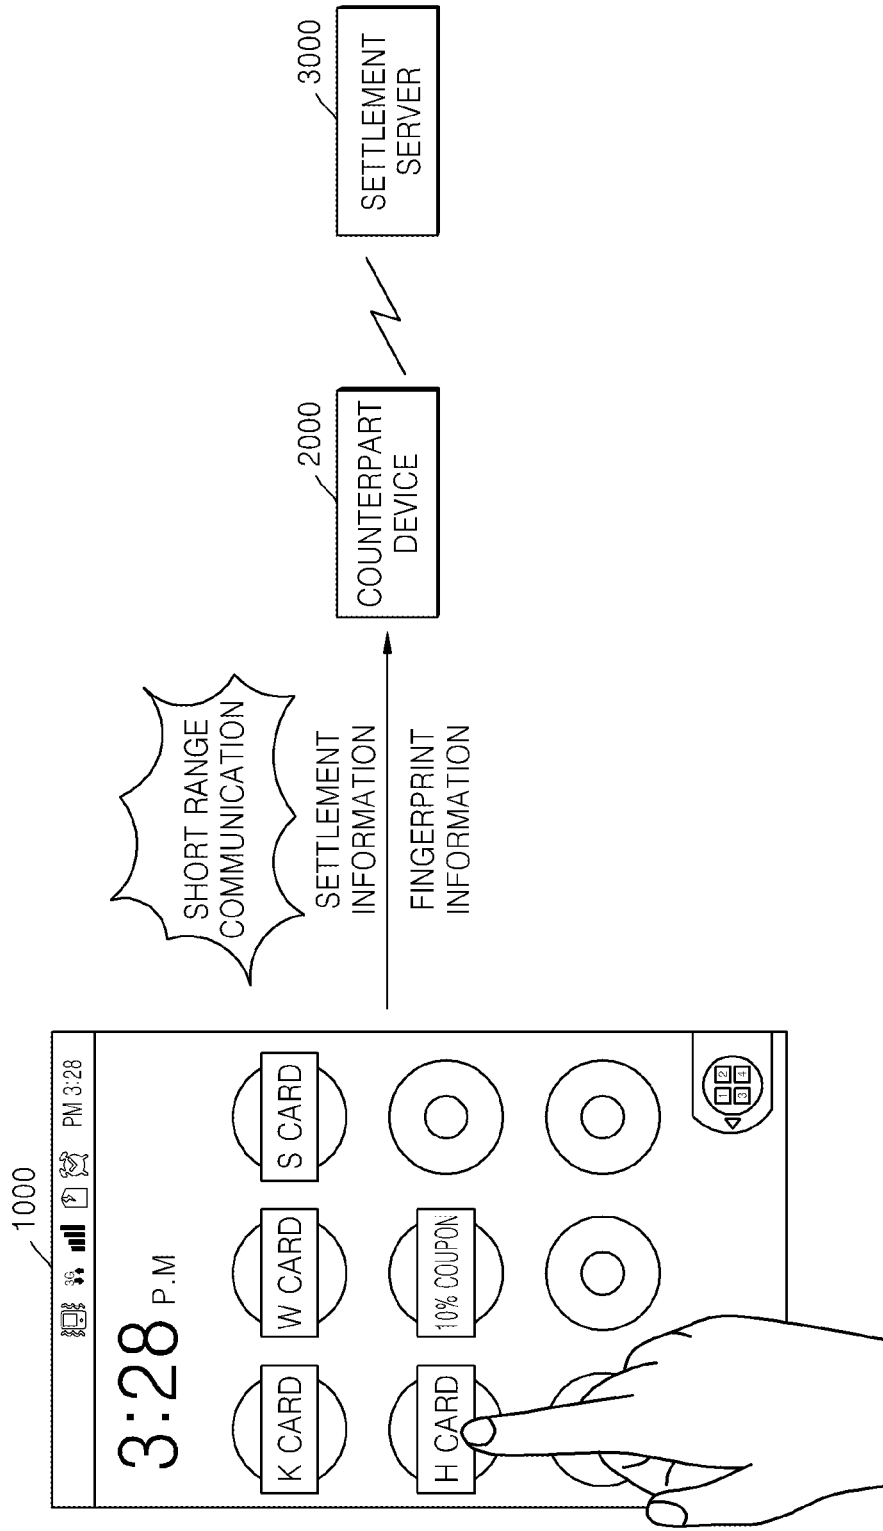 1000
3G
PM 3:28
3:28 P.M
K CARD
W CARD
S CARD
H CARD
10% COUPON
1 2
3 4
SHORT RANGE
COMMUNICATION
SETTLEMENT
INFORMATION
FINGERPRINT
INFORMATION
2000
COUNTERPART
DEVICE
3000
SETTLEMENT
SERVER